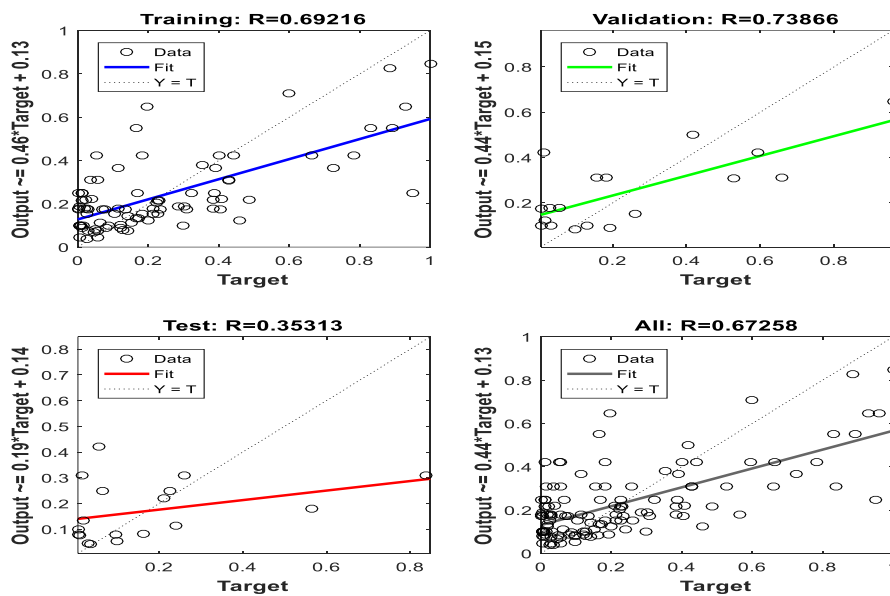 Training: R=0.69216
Output ~= 0.46*Target + 0.13
1
0.8
0.6
0.4
0.2
0
Data
Fit
Y = T
0.2
0.4
0.6
0.8
1
Target
Validation: R=0.73866
Output ~= 0.44*Target + 0.15
0.8
0.6
0.4
0.2
Data
Fit
Y = T
0.2
0.4
0.6
0.8
Target
Test: R=0.35313
Output ~= 0.19*Target + 0.14
0.8
0.7
0.6
0.5
0.4
0.3
0.2
0.1
Data
Fit
Y = T
0.2
0.4
0.6
0.8
Target
All: R=0.67258
Output ~= 0.44*Target + 0.13
1
0.8
0.6
0.4
0.2
0
Data
Fit
Y = T
0
0.2
0.4
0.6
0.8
Target